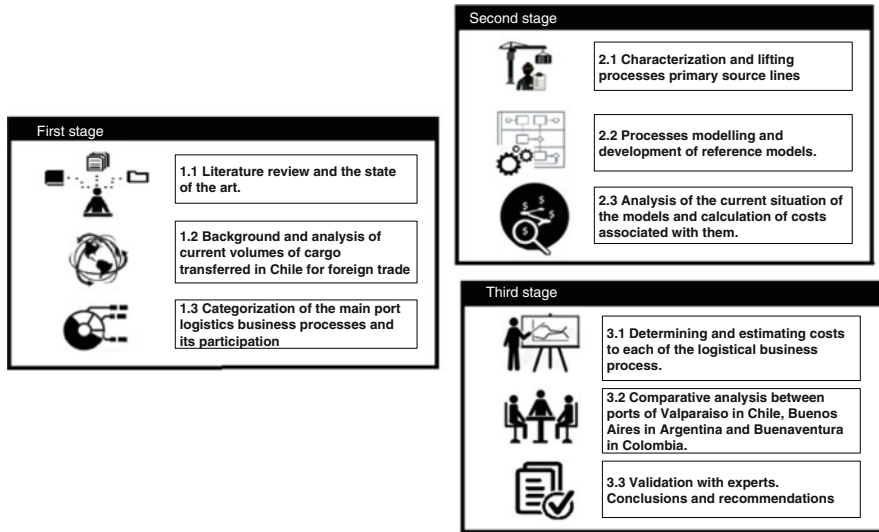 First stage
1.1 Literature review and the state
of the art.
1.2 Background and analysis of
current volumes of cargo
transferred in Chile for foreign trade
1.3 Categorization of the main port
logistics business processes and
its participation
Second stage
2.1 Characterization and lifting
processes primary source lines
2.2 Processes modelling and
development of reference models.
2.3 Analysis of the current situation of
the models and calculation of costs
associated with them.
$ $ $ $
Third stage
3.1 Determining and estimating costs
to each of the logistical business
process.
3.2 Comparative analysis between
ports of Valparaiso in Chile, Buenos
Aires in Argentina and Buenaventura
in Colombia.
3.3 Validation with experts.
Conclusions and recommendations